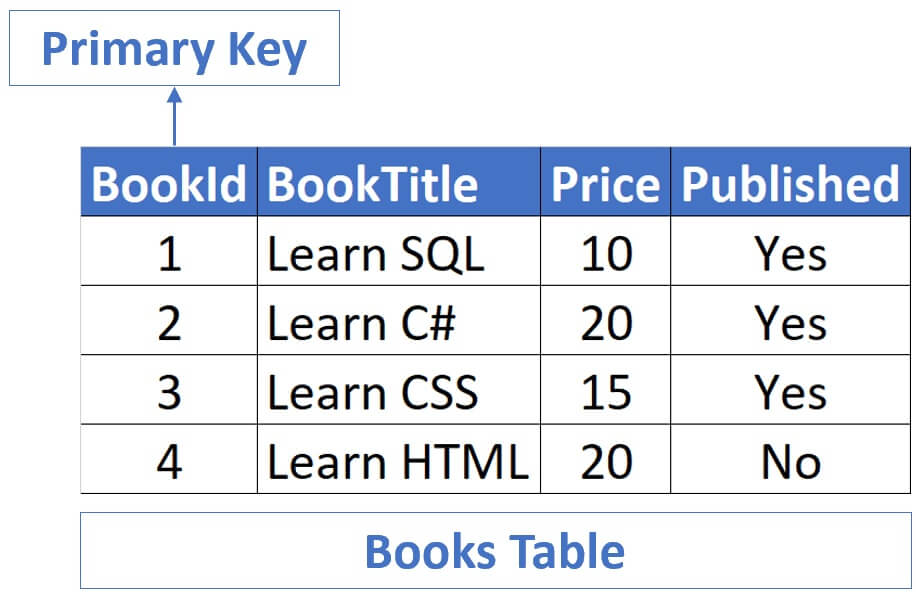 Primary Key
BookId BookTitle Price Published
1 Learn SQL 10 Yes
2 Learn C# 20 Yes
3 Learn CSS 15 Yes
4 Learn HTML 20 No
Books Table